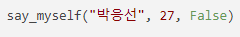 say_myself("박응선", 27, False)